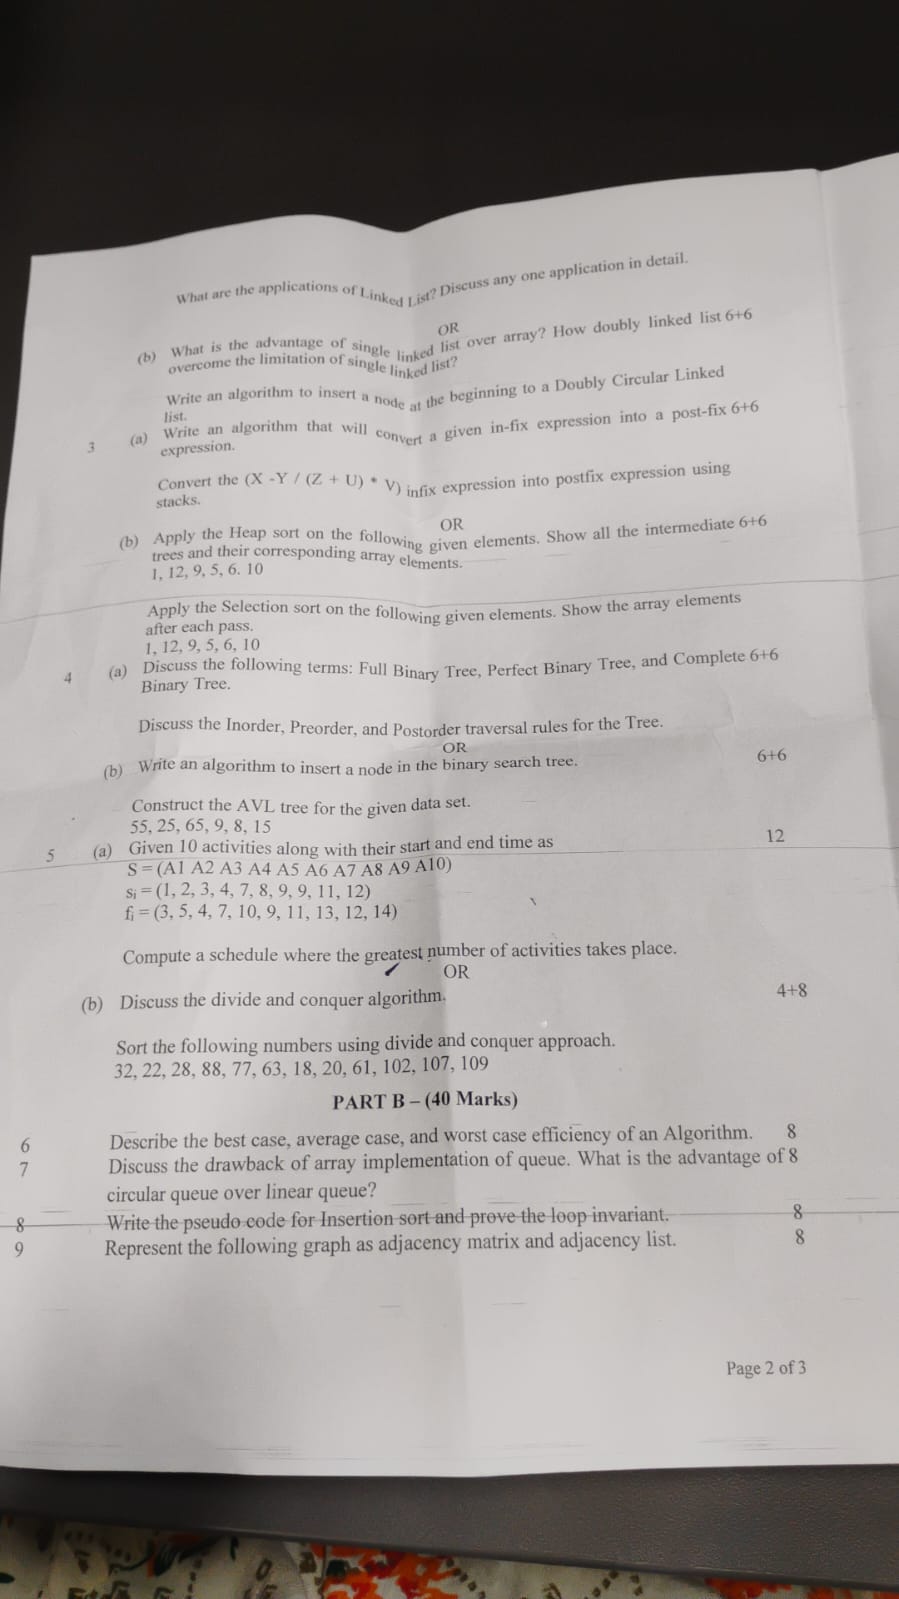 What are the applications of Linked List? Discuss any one application in detail.
OR
(b) What is the advantage of single linked list over array? How doubly linked list 6+6
overcome the limitation of single linked list?
Write an algorithm to insert a node at the beginning to a Doubly Circular Linked
list.
3 (a) Write an algorithm that will convert a given in-fix expression into a post-fix 6+6
expression.
Convert the (X -Y / (Z + U) * V) infix expression into postfix expression using
stacks.
OR
(b) Apply the Heap sort on the following given elements. Show all the intermediate 6+6
trees and their corresponding array elements.
1, 12, 9, 5, 6. 10
Apply the Selection sort on the following given elements. Show the array elements
after each pass.
1, 12, 9, 5, 6, 10
4 (a) Discuss the following terms: Full Binary Tree, Perfect Binary Tree, and Complete 6+6
Binary Tree.
Discuss the Inorder, Preorder, and Postorder traversal rules for the Tree.
OR
(b) Write an algorithm to insert a node in the binary search tree. 6+6
Construct the AVL tree for the given data set.
55, 25, 65, 9, 8, 15
5 (a) Given 10 activities along with their start and end time as 12
S = (A1 A2 A3 A4 A5 A6 A7 A8 A9 A10)
si = (1, 2, 3, 4, 7, 8, 9, 9, 11, 12)
fi = (3, 5, 4, 7, 10, 9, 11, 13, 12, 14)
Compute a schedule where the greatest number of activities takes place.
OR
(b) Discuss the divide and conquer algorithm. 4+8
Sort the following numbers using divide and conquer approach.
32, 22, 28, 88, 77, 63, 18, 20, 61, 102, 107, 109
PART B – (40 Marks)
6 Describe the best case, average case, and worst case efficiency of an Algorithm. 8
7 Discuss the drawback of array implementation of queue. What is the advantage of 8
circular queue over linear queue?
8 Write the pseudo code for Insertion sort and prove the loop invariant. 8
9 Represent the following graph as adjacency matrix and adjacency list. 8
Page 2 of 3